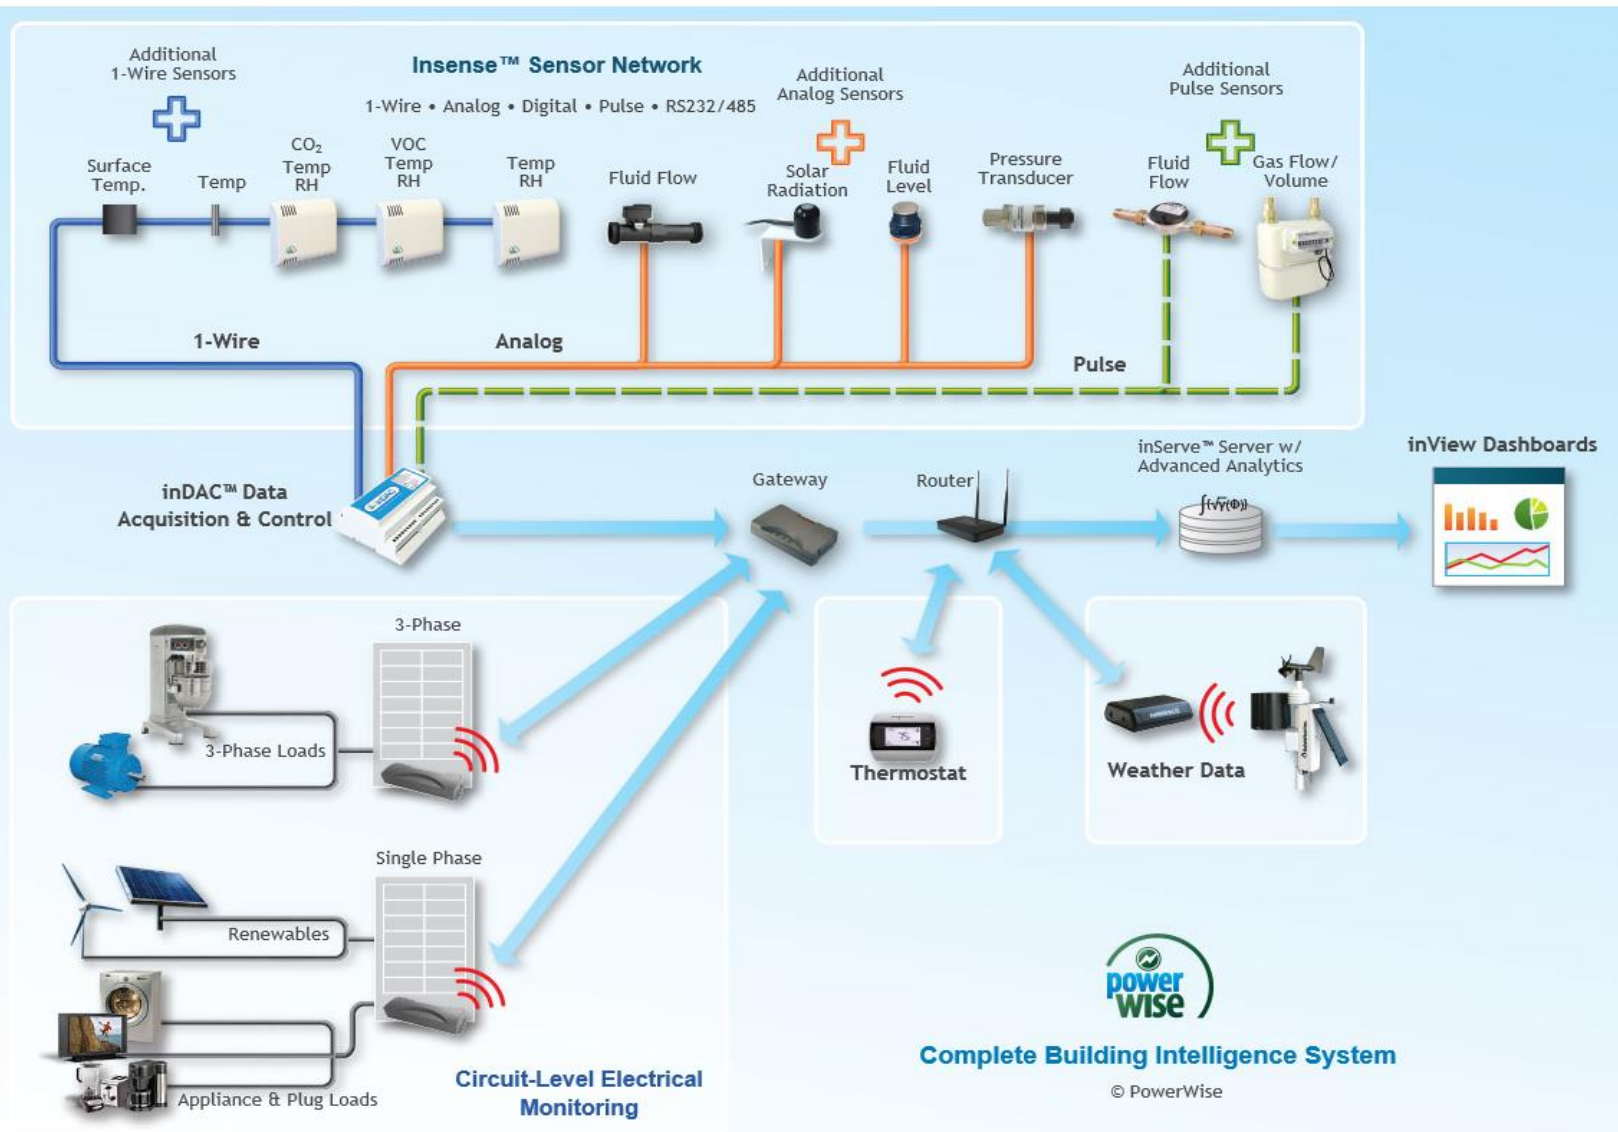 Additional
1-Wire Sensors
Insense™ Sensor Network
1-Wire • Analog • Digital • Pulse • RS232/485
Additional
Analog Sensors
Additional
Pulse Sensors
Surface
Temp.
Temp
CO₂
Temp
RH
VOC
Temp
RH
Temp
RH
Fluid Flow
Solar
Radiation
Fluid
Level
Pressure
Transducer
Fluid
Flow
Gas Flow/
Volume
1-Wire
Analog
Pulse
inDAC™ Data
Acquisition & Control
inDAC
Gateway
Router
inServe™ Server w/
Advanced Analytics
inView Dashboards
3-Phase
3-Phase Loads
75
Thermostat
Weather Data
Single Phase
Renewables
Appliance & Plug Loads
Circuit-Level Electrical
Monitoring
power
wise
Complete Building Intelligence System
© PowerWise